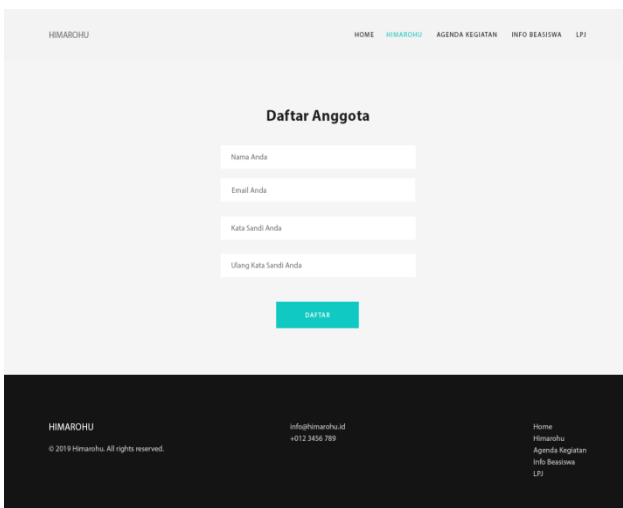 HIMAROHU
HOME HIMAROHU AGENDA KEGIATAN INFO BEASISWA LPJ
Daftar Anggota
Nama Anda
Email Anda
Kata Sandi Anda
Ulang Kata Sandi Anda
DAFTAR
HIMAROHU
© 2019 Himarohu. All rights reserved.
info@himarohu.id
+012 3456 789
Home
Himarohu
Agenda Kegiatan
Info Beasiswa
LPJ